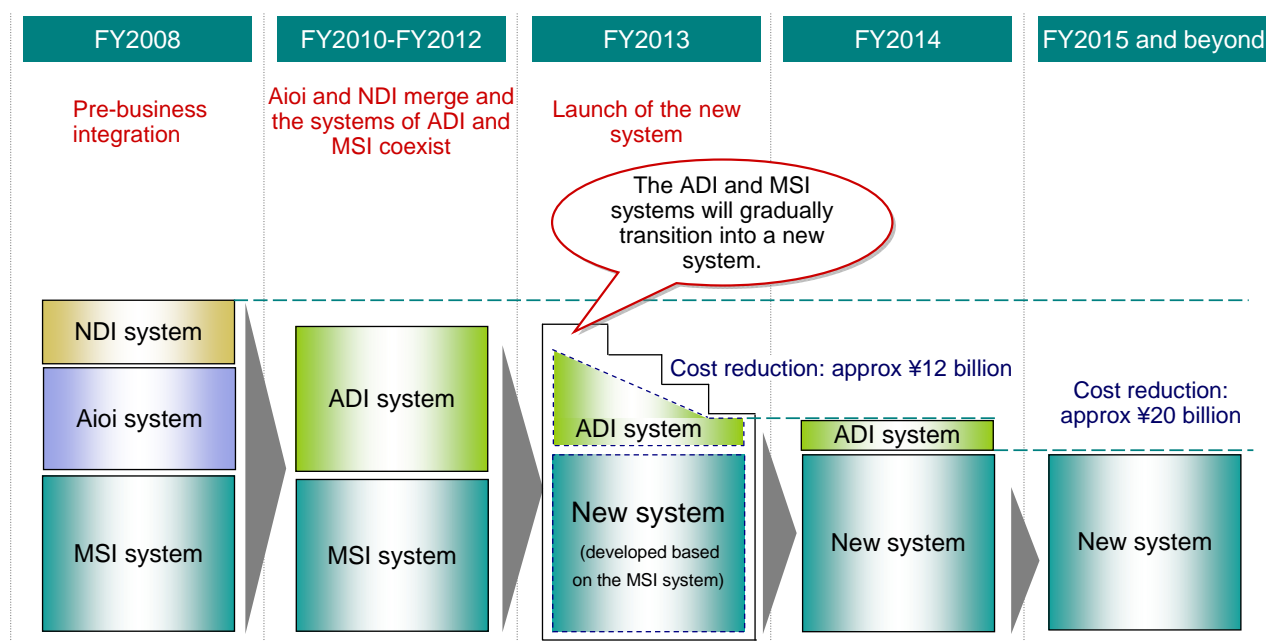 FY2008
FY2010-FY2012
FY2013
FY2014
FY2015 and beyond
Pre-business
integration
Aioi and NDI merge and
the systems of ADI and
MSI coexist
Launch of the new
system
The ADI and MSI
systems will gradually
transition into a new
system.
NDI system
Aioi system
MSI system
ADI system
MSI system
Cost reduction: approx ¥12 billion
ADI system
New system
(developed based
on the MSI system)
ADI system
New system
Cost reduction:
approx ¥20 billion
New system